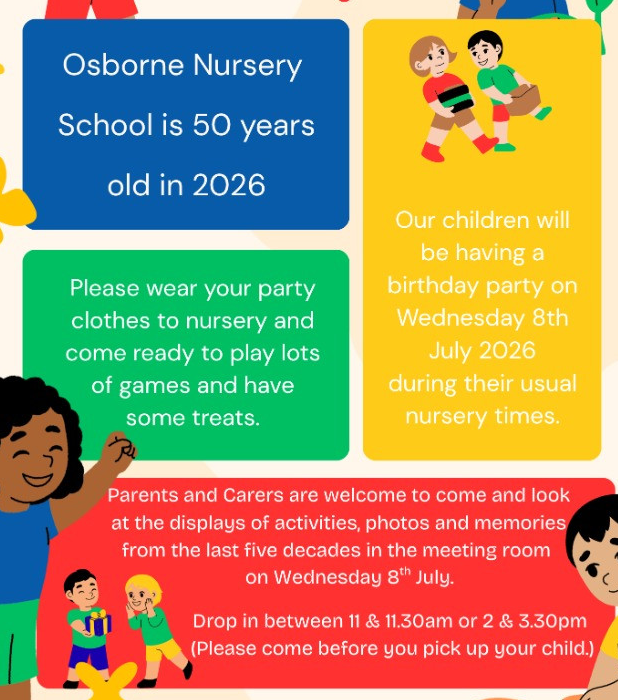 Osborne Nursery
School is 50 years
old in 2026
Our children will
be having a
birthday party on
Wednesday 8th
July 2026
during their usual
nursery times.
Please wear your party
clothes to nursery and
come ready to play lots
of games and have
some treats.
Parents and Carers are welcome to come and look
at the displays of activities, photos and memories
from the last five decades in the meeting room
on Wednesday 8th July.
Drop in between 11 & 11.30am or 2 & 3.30pm
(Please come before you pick up your child.)